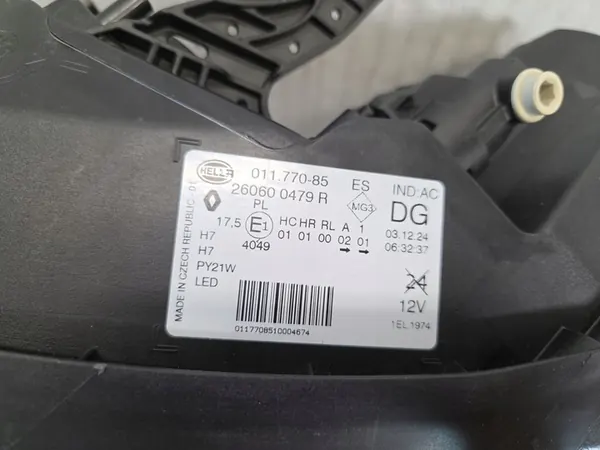 HELLA
011.770-85
ES
IND:AC
26060 0479 R
MG3
DG
PL
17,5
E1
HC HR RL A 1
01 01 00 02 01
4049
03.12.24
06:32:37
H7
H7
PY21W
LED
24
12V
1EL.1974
0117708510004674
MADE IN CZECH REPUBLIC